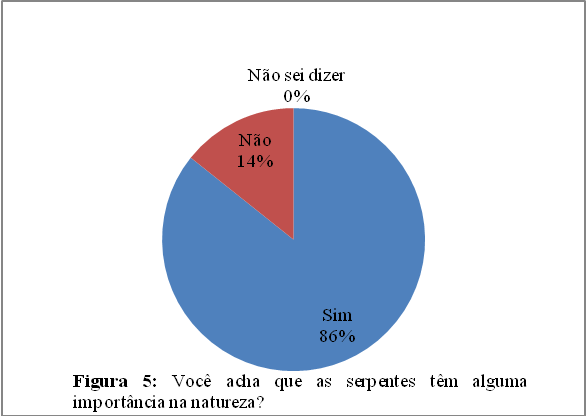 Não sei dizer
0%
Não
14%
Sim
86%
Figura 5: Você acha que as serpentes têm alguma
importância na natureza?